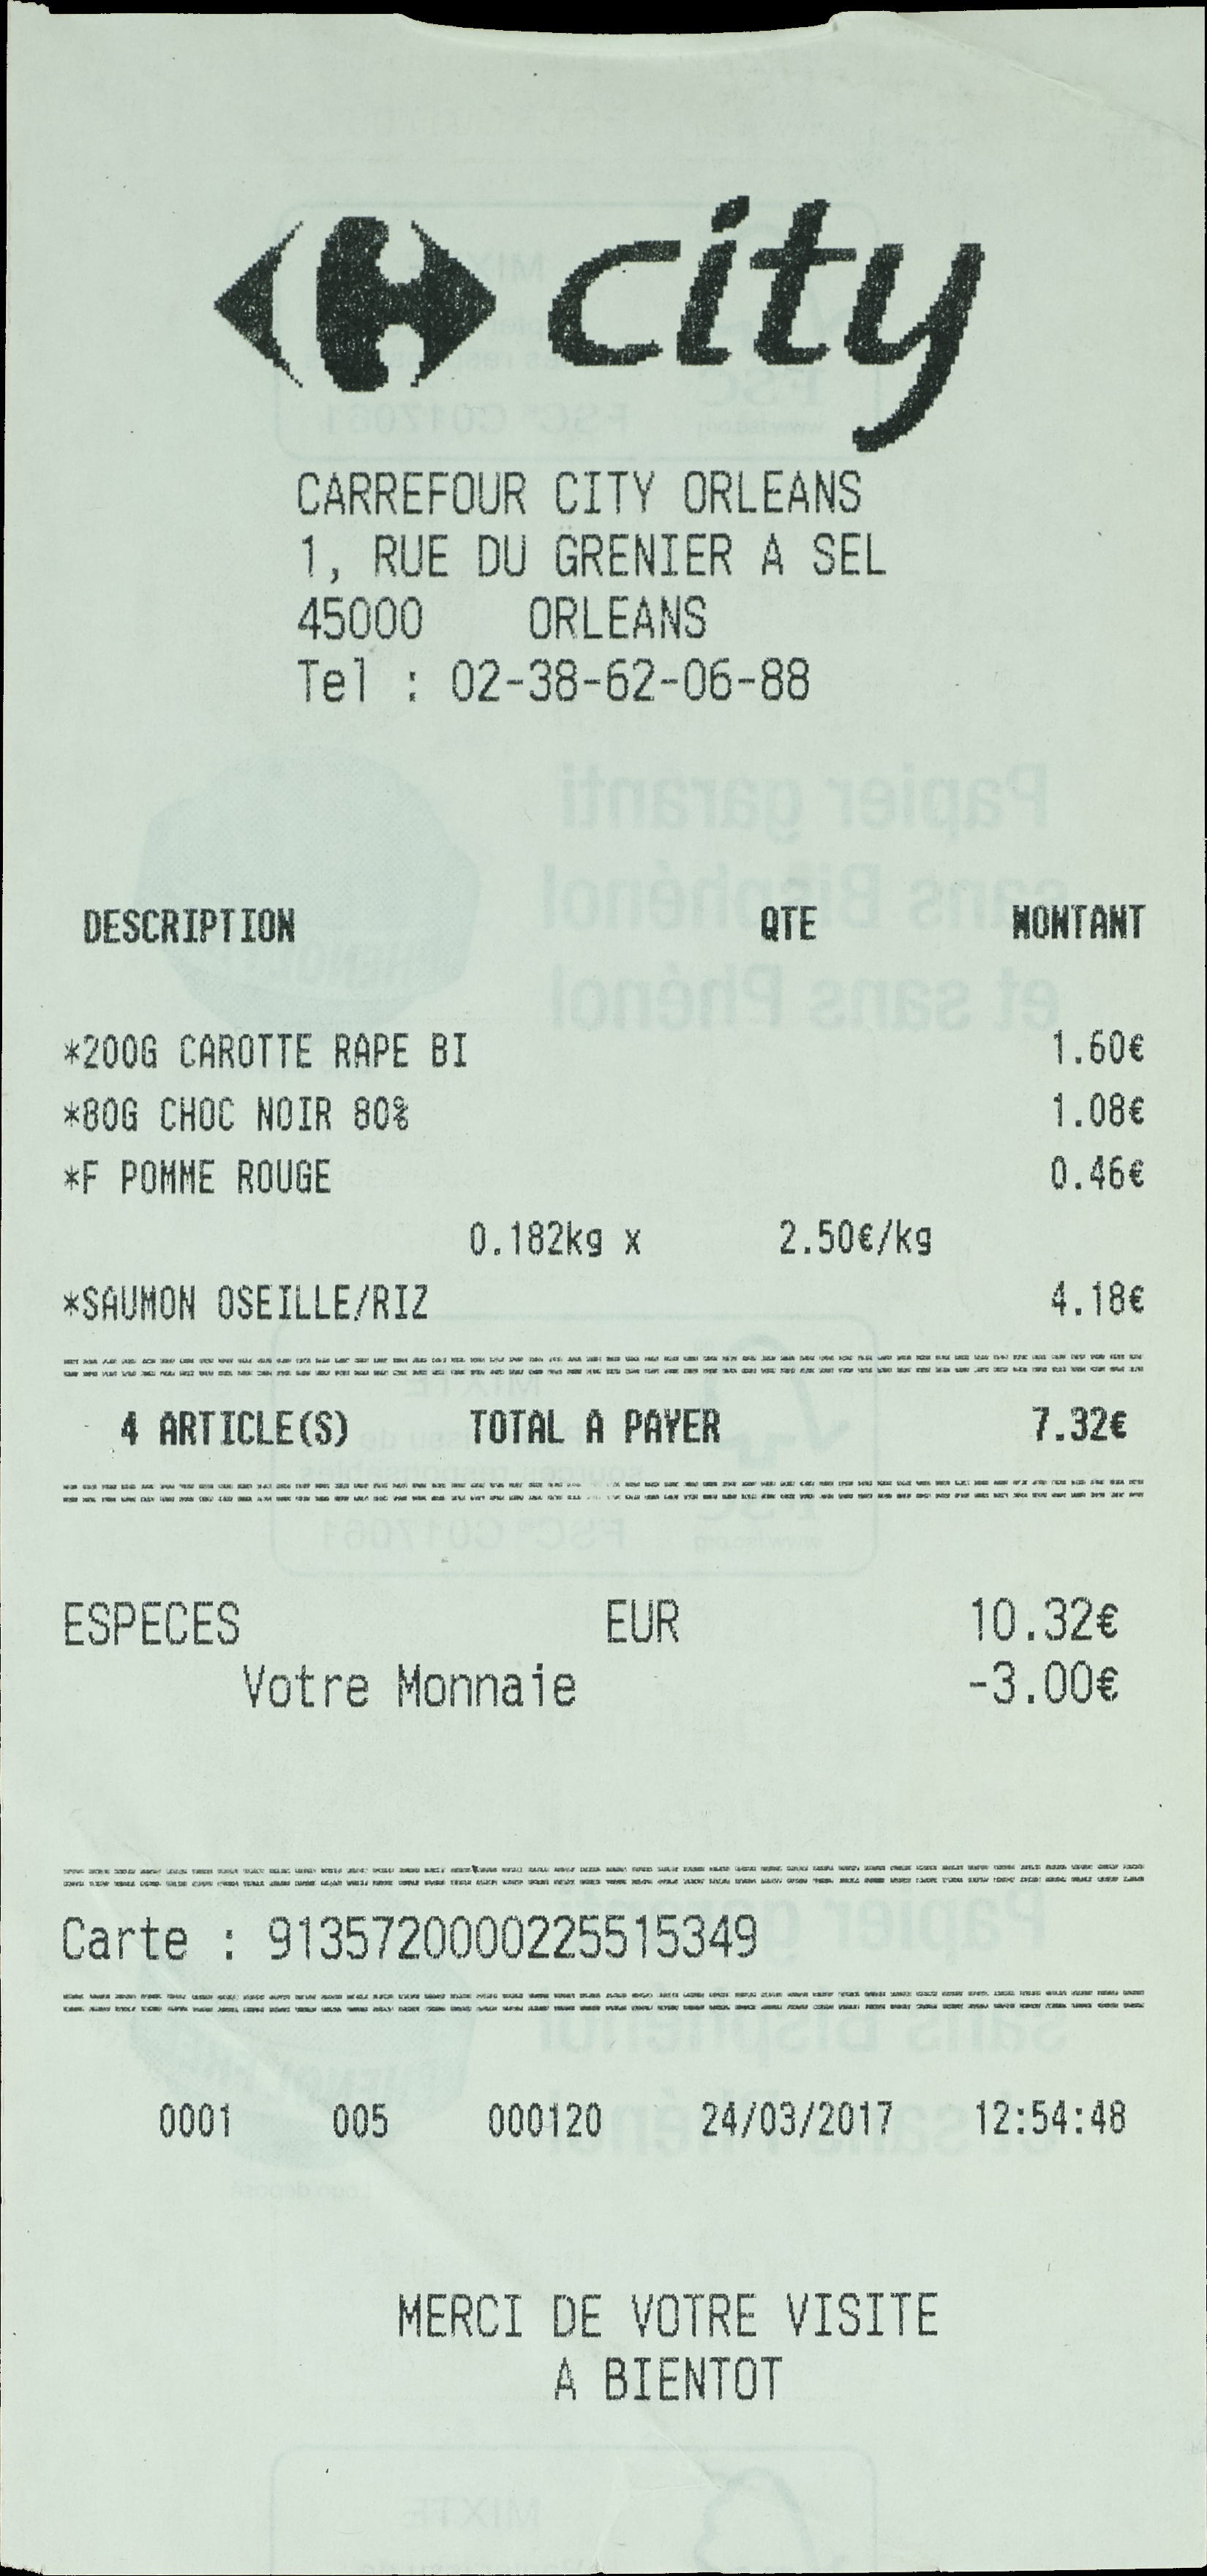 city
CARREFOUR CITY ORLEANS
1, RUE DU GRENIER A SEL
45000 ORLEANS
Tel : 02-38-62-06-88
DESCRIPTION QTE MONTANT
*200G CAROTTE RAPE BI 1.60€
*80G CHOC NOIR 80% 1.08€
*F POMME ROUGE 0.46€
0.182kg x 2.50€/kg
*SAUMON OSEILLE/RIZ 4.18€
4 ARTICLE(S) TOTAL A PAYER 7.32€
ESPECES EUR 10.32€
Votre Monnaie -3.00€
Carte : 9135720000225515349
0001 005 000120 24/03/2017 12:54:48
MERCI DE VOTRE VISITE
A BIENTOT